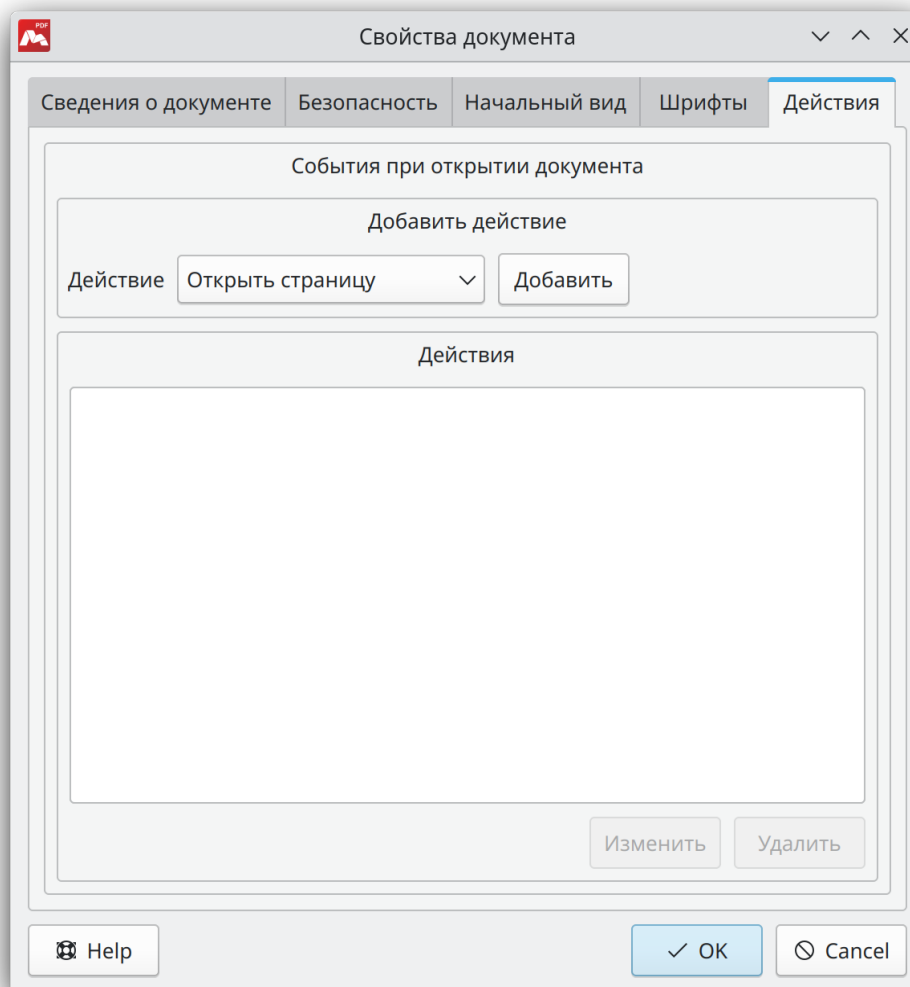 PDF
Свойства документа
Сведения о документе Безопасность Начальный вид Шрифты Действия
События при открытии документа
Добавить действие
Действие Открыть страницу Добавить
Действия
Изменить Удалить
Help OK Cancel